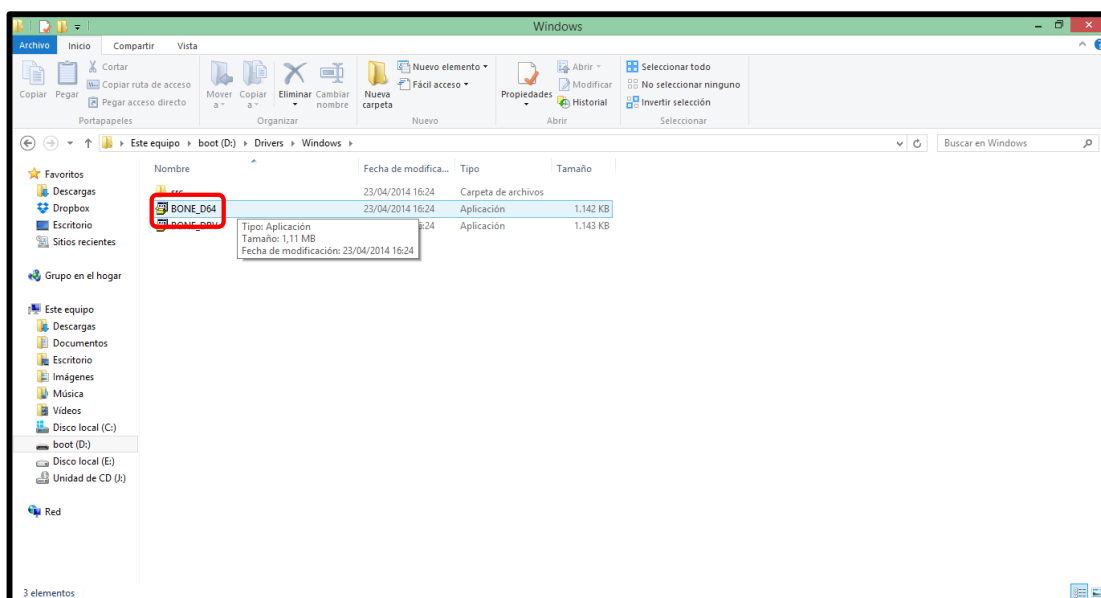 Windows
Archivo Inicio Compartir Vista
Copiar Pegar Cortar Copiar ruta de acceso Pegar acceso directo
Portapapeles
Mover a Copiar a Eliminar Cambiar nombre
Organizar
Nueva carpeta Nuevo elemento Fácil acceso
Nuevo
Propiedades Abrir Modificar Historial
Abrir
Seleccionar todo
No seleccionar ninguno
Invertir selección
Seleccionar
Este equipo boot (D:) Drivers Windows
Buscar en Windows
Favoritos
Descargas
Dropbox
Escritorio
Sitios recientes
Grupo en el hogar
Este equipo
Descargas
Documentos
Escritorio
Imágenes
Música
Vídeos
Disco local (C:)
boot (D:)
Disco local (E:)
Unidad de CD (J:)
Red
Nombre Fecha de modifica... Tipo Tamaño
src 23/04/2014 16:24 Carpeta de archivos
BONE_D64 23/04/2014 16:24 Aplicación 1.142 KB
6:24 Aplicación 1.143 KB
Tipo: Aplicación
Tamaño: 1,11 MB
Fecha de modificación: 23/04/2014 16:24
3 elementos